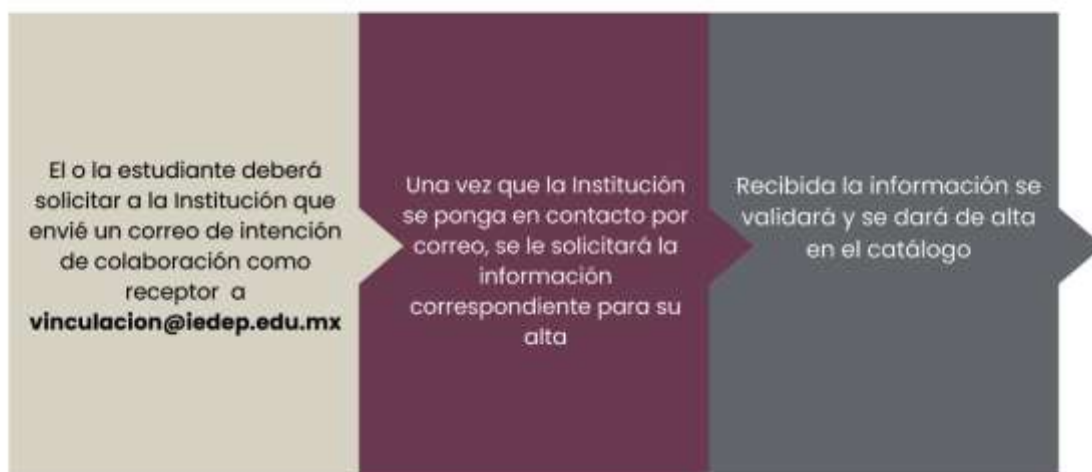 El o la estudiante deberá
solicitar a la Institución que
envié un correo de intención
de colaboración como
receptor a
vinculacion@iedep.edu.mx
Una vez que la Institución
se ponga en contacto por
correo, se le solicitará la
información
correspondiente para su
alta
Recibida la información se
validará y se dará de alta
en el catálogo